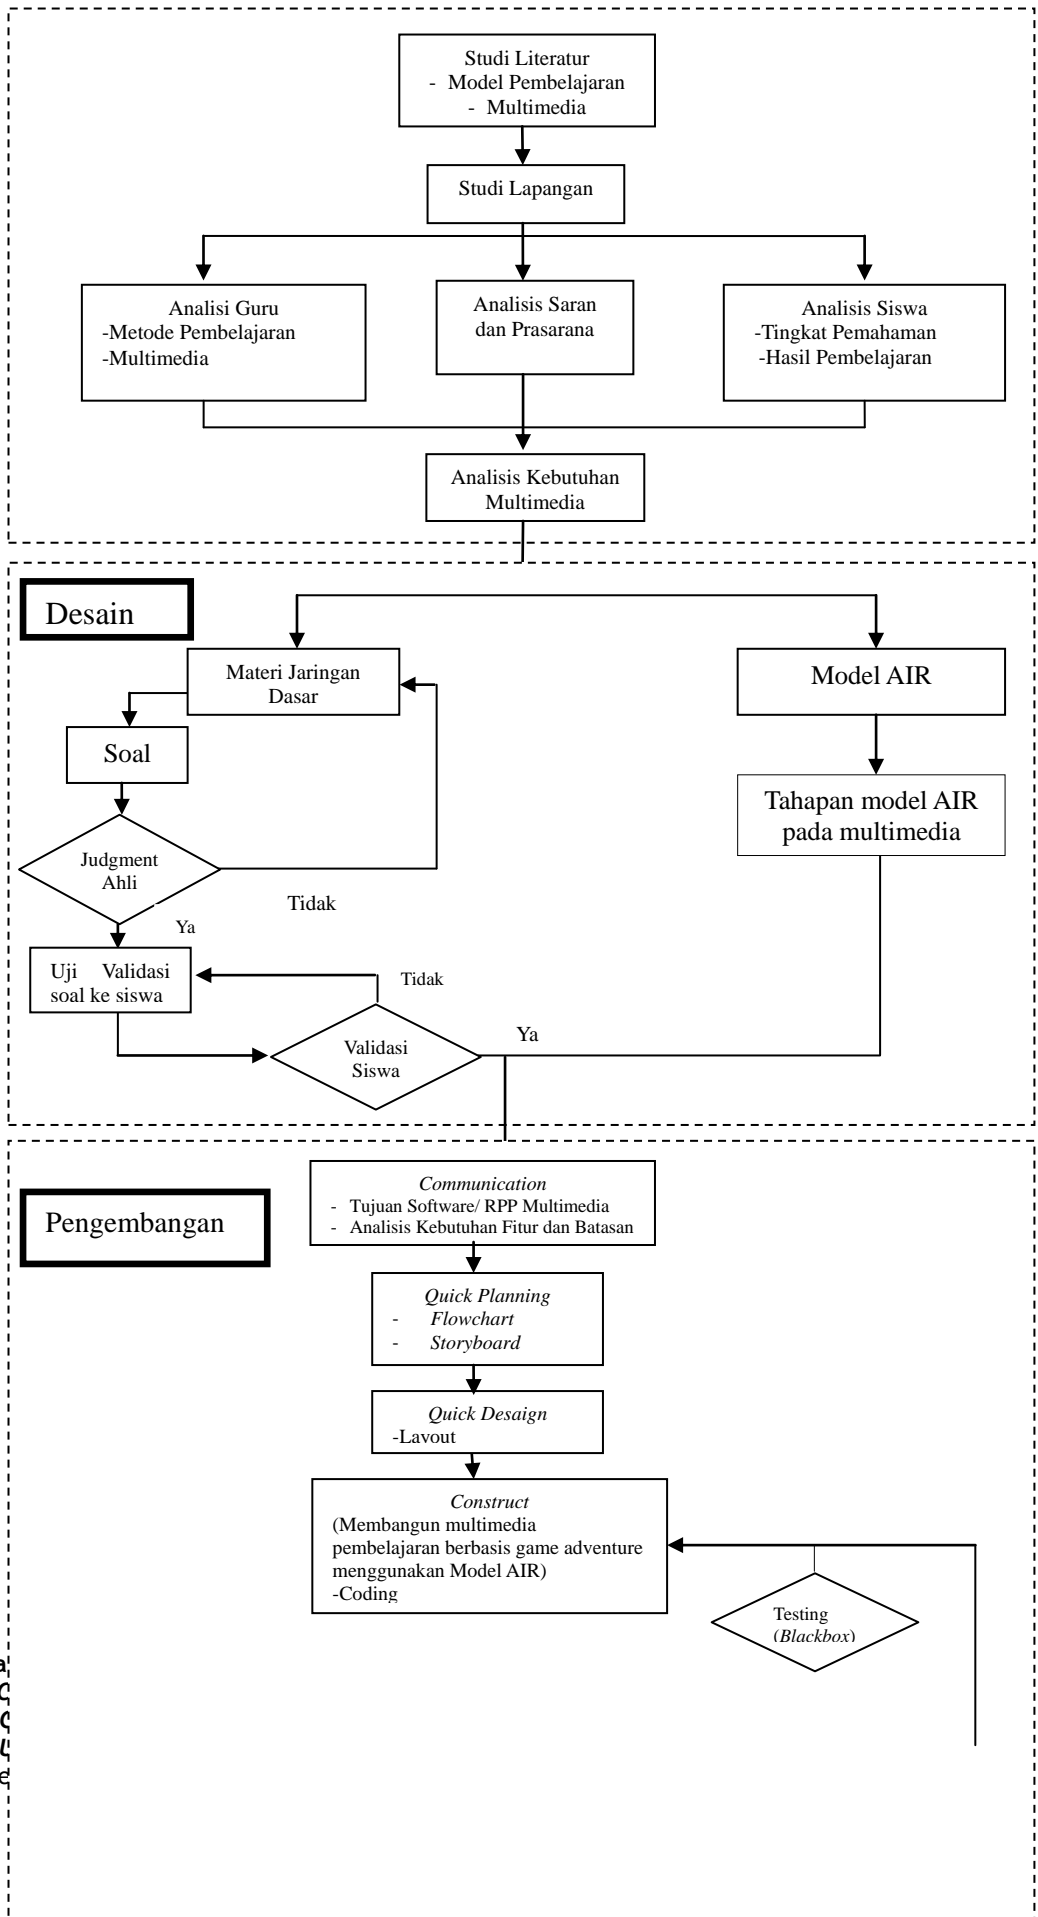 Studi Literatur
- Model Pembelajaran
- Multimedia
Studi Lapangan
Analisi Guru
-Metode Pembelajaran
-Multimedia
Analisis Saran
dan Prasarana
Analisis Siswa
-Tingkat Pemahaman
-Hasil Pembelajaran
Analisis Kebutuhan
Multimedia
Desain
Materi Jaringan
Dasar
Model AIR
Soal
Tahapan model AIR
pada multimedia
Judgment
Ahli
Tidak
Ya
Uji Validasi
soal ke siswa
Tidak
Ya
Validasi
Siswa
Pengembangan
Communication
- Tujuan Software/ RPP Multimedia
- Analisis Kebutuhan Fitur dan Batasan
Quick Planning
- Flowchart
- Storyboard
Quick Desaign
-Layout
Construct
(Membangun multimedia
pembelajaran berbasis game adventure
menggunakan Model AIR)
-Coding
Testing
(Blackbox)